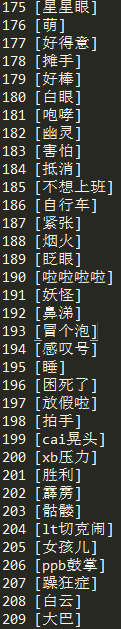 175 [星星眼]
176 [萌]
177 [好得意]
178 [摊手]
179 [好棒]
180 [白眼]
181 [咆哮]
182 [幽灵]
183 [害怕]
184 [抵消]
185 [不想上班]
186 [自行车]
187 [紧张]
188 [烟火]
189 [眨眼]
190 [啦啦啦啦]
191 [妖怪]
192 [鼻涕]
193 [冒个泡]
194 [感叹号]
195 [睡]
196 [困死了]
197 [放假啦]
198 [拍手]
199 [cai晃头]
200 [xb压力]
201 [胜利]
202 [霹雳]
203 [骷髅]
204 [lt切克闹]
205 [女孩儿]
206 [ppb鼓掌]
207 [躁狂症]
208 [白云]
209 [大巴]